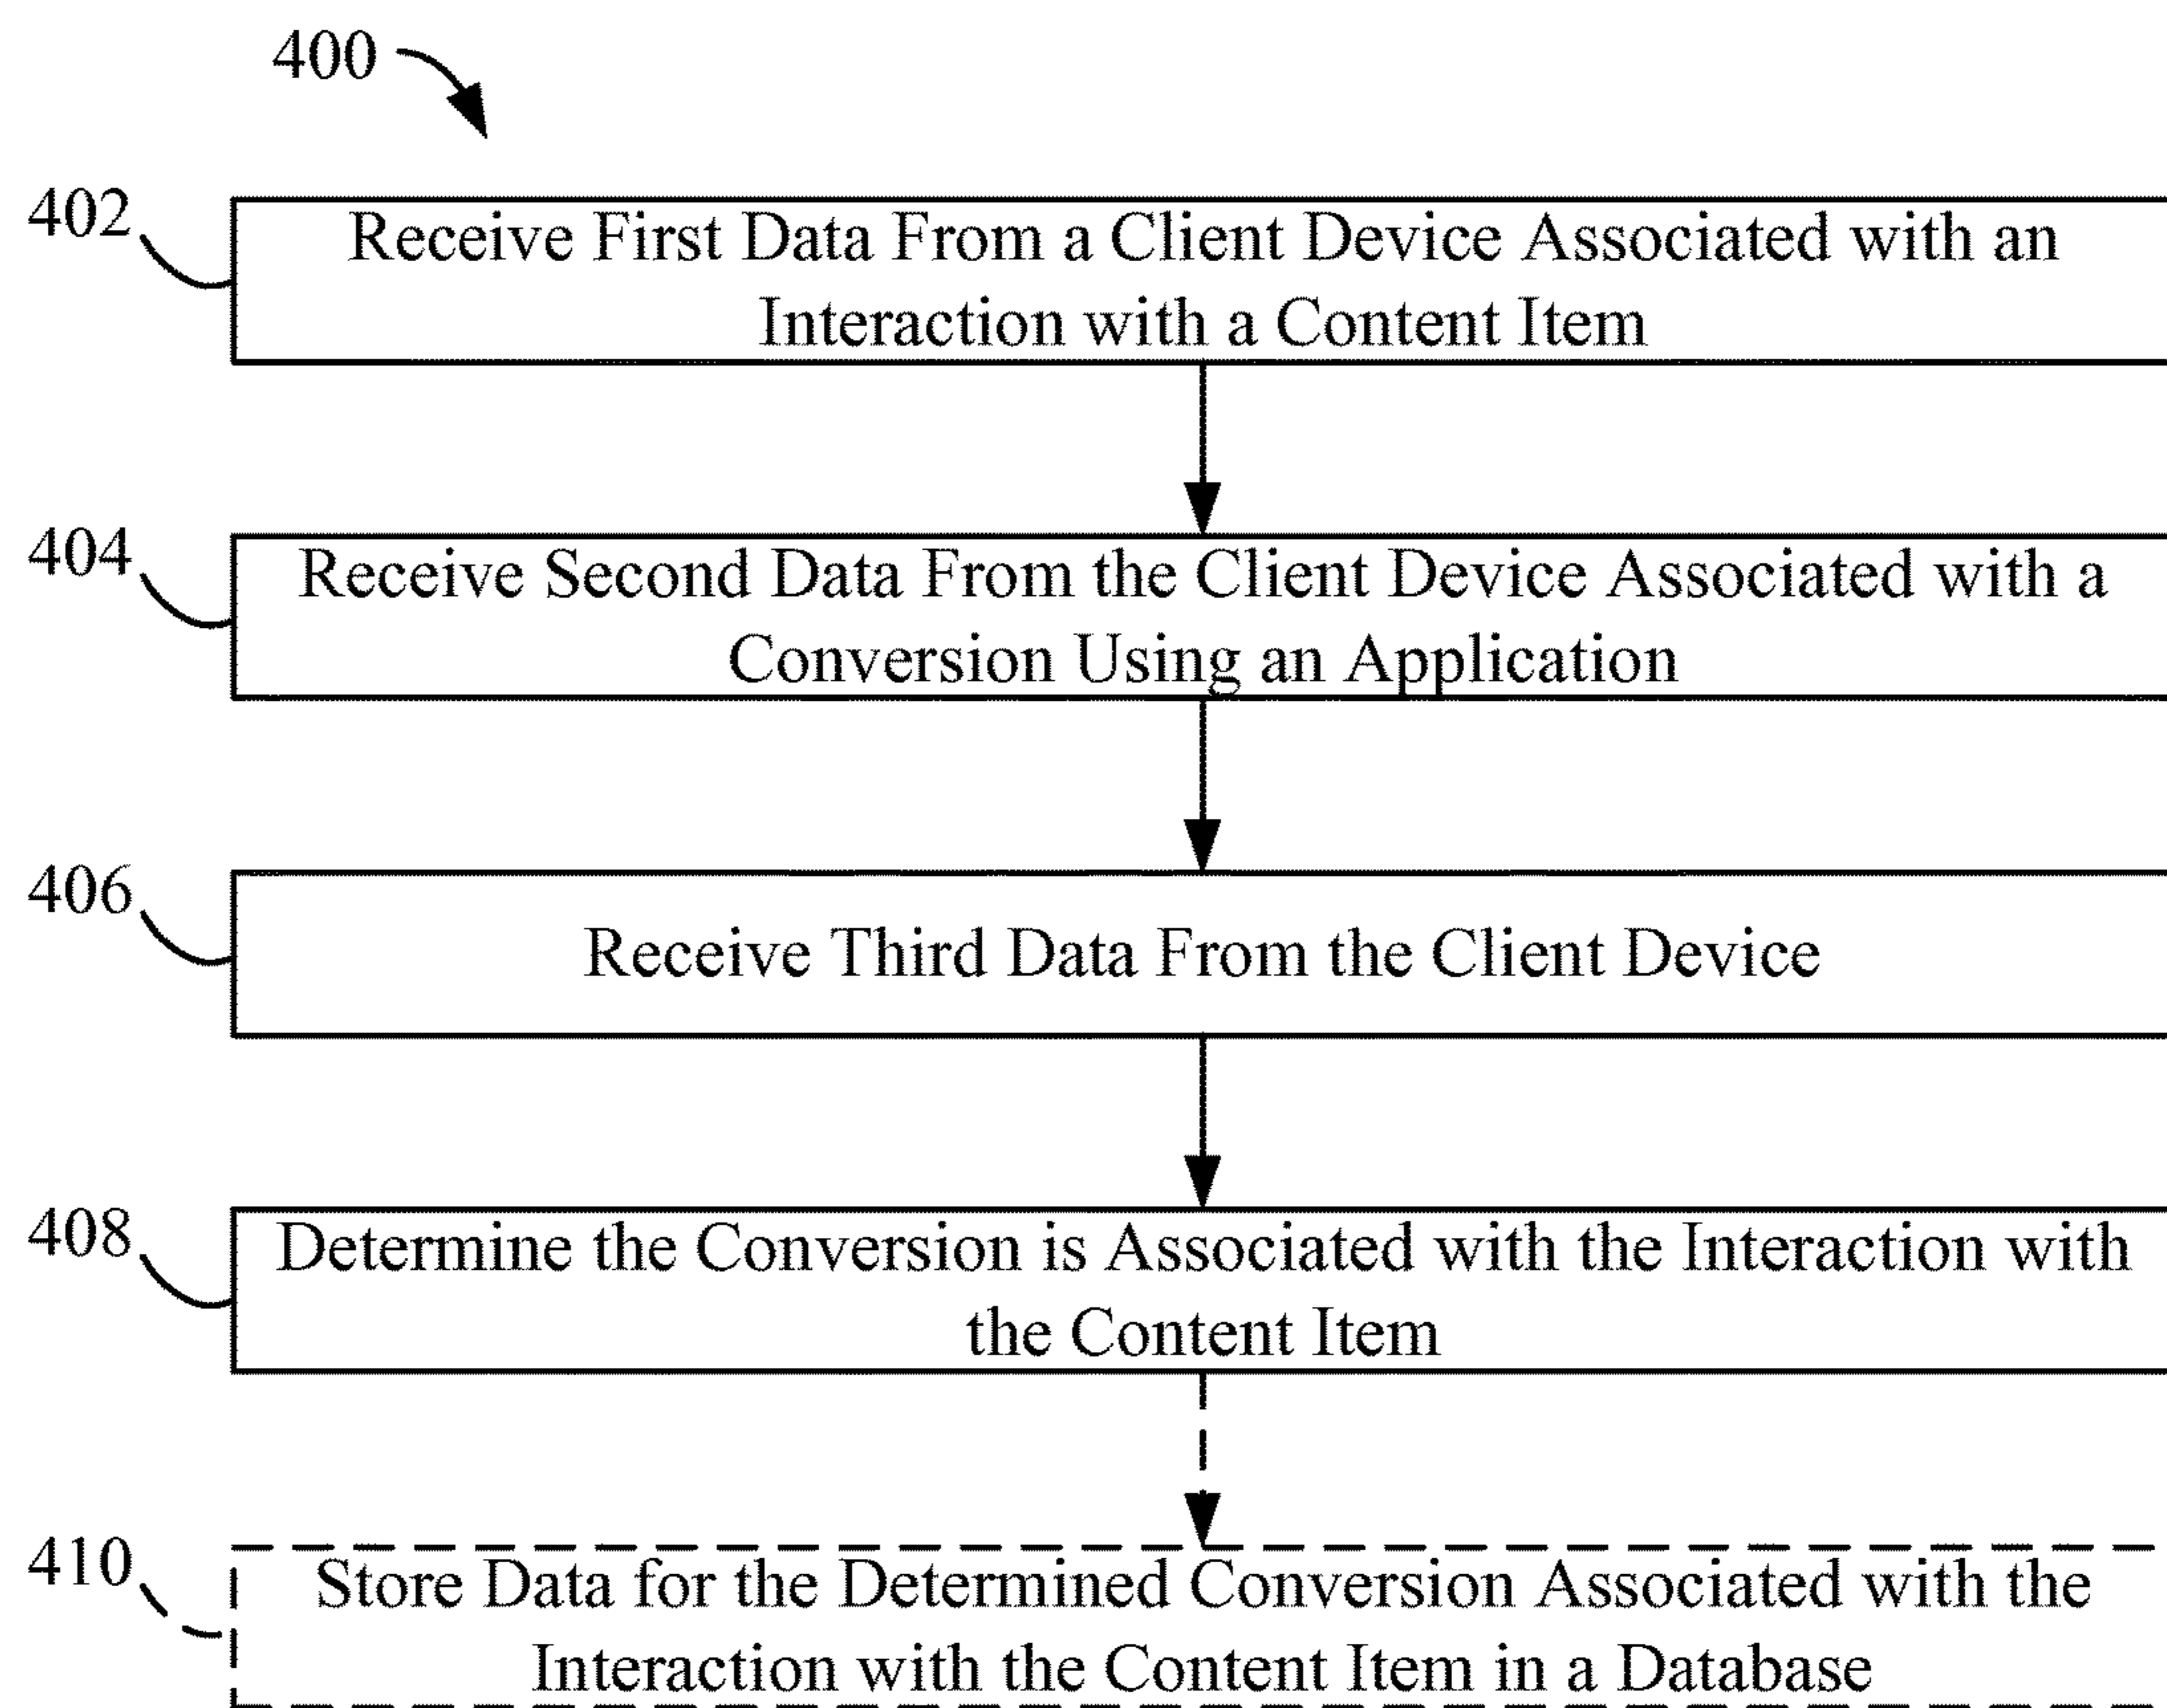 400
402
Receive First Data From a Client Device Associated with an
Interaction with a Content Item
404
Receive Second Data From the Client Device Associated with a
Conversion Using an Application
406
Receive Third Data From the Client Device
408
Determine the Conversion is Associated with the Interaction with
the Content Item
410
Store Data for the Determined Conversion Associated with the
Interaction with the Content Item in a Database